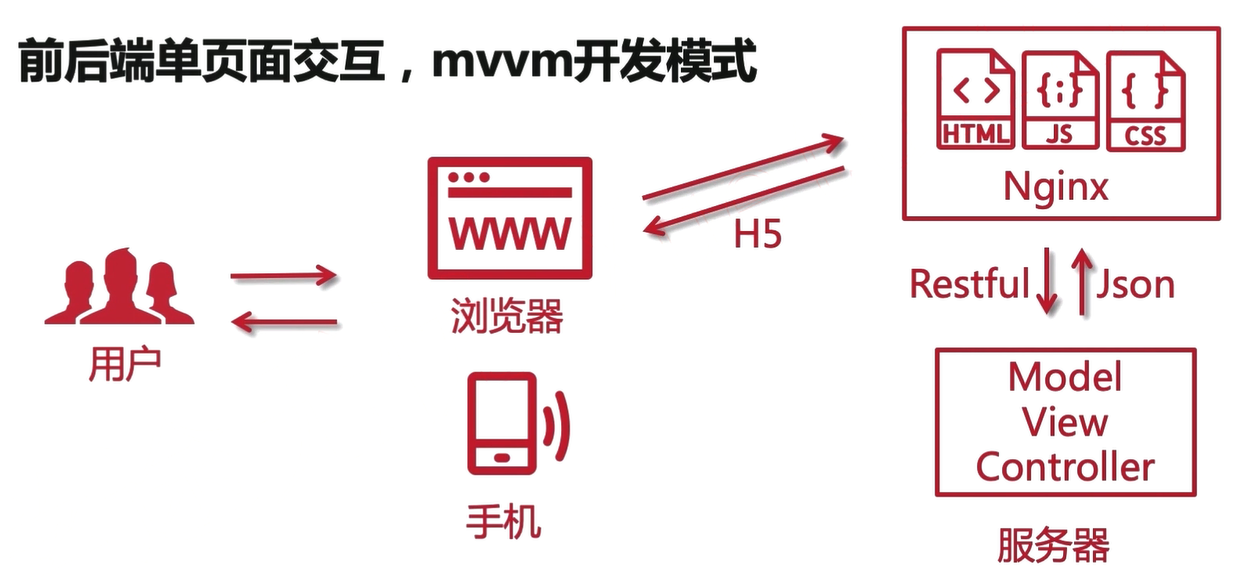 前后端单页面交互，mvvm开发模式
HTML
JS
CSS
Nginx
WWW
H5
浏览器
用户
Restful
Json
Model
View
Controller
手机
服务器